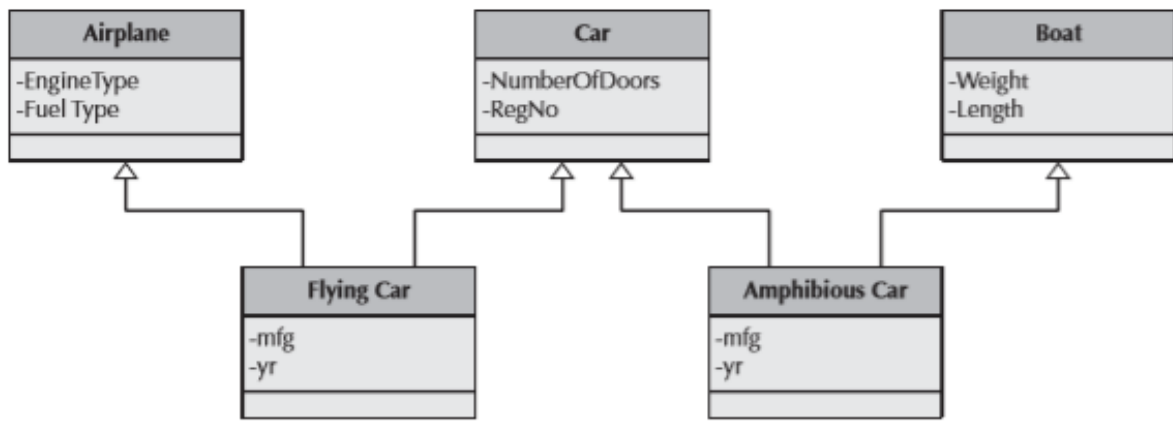 Airplane
-EngineType
-Fuel Type
Car
-NumberOfDoors
-RegNo
Boat
-Weight
-Length
Flying Car
-mfg
-yr
Amphibious Car
-mfg
-yr